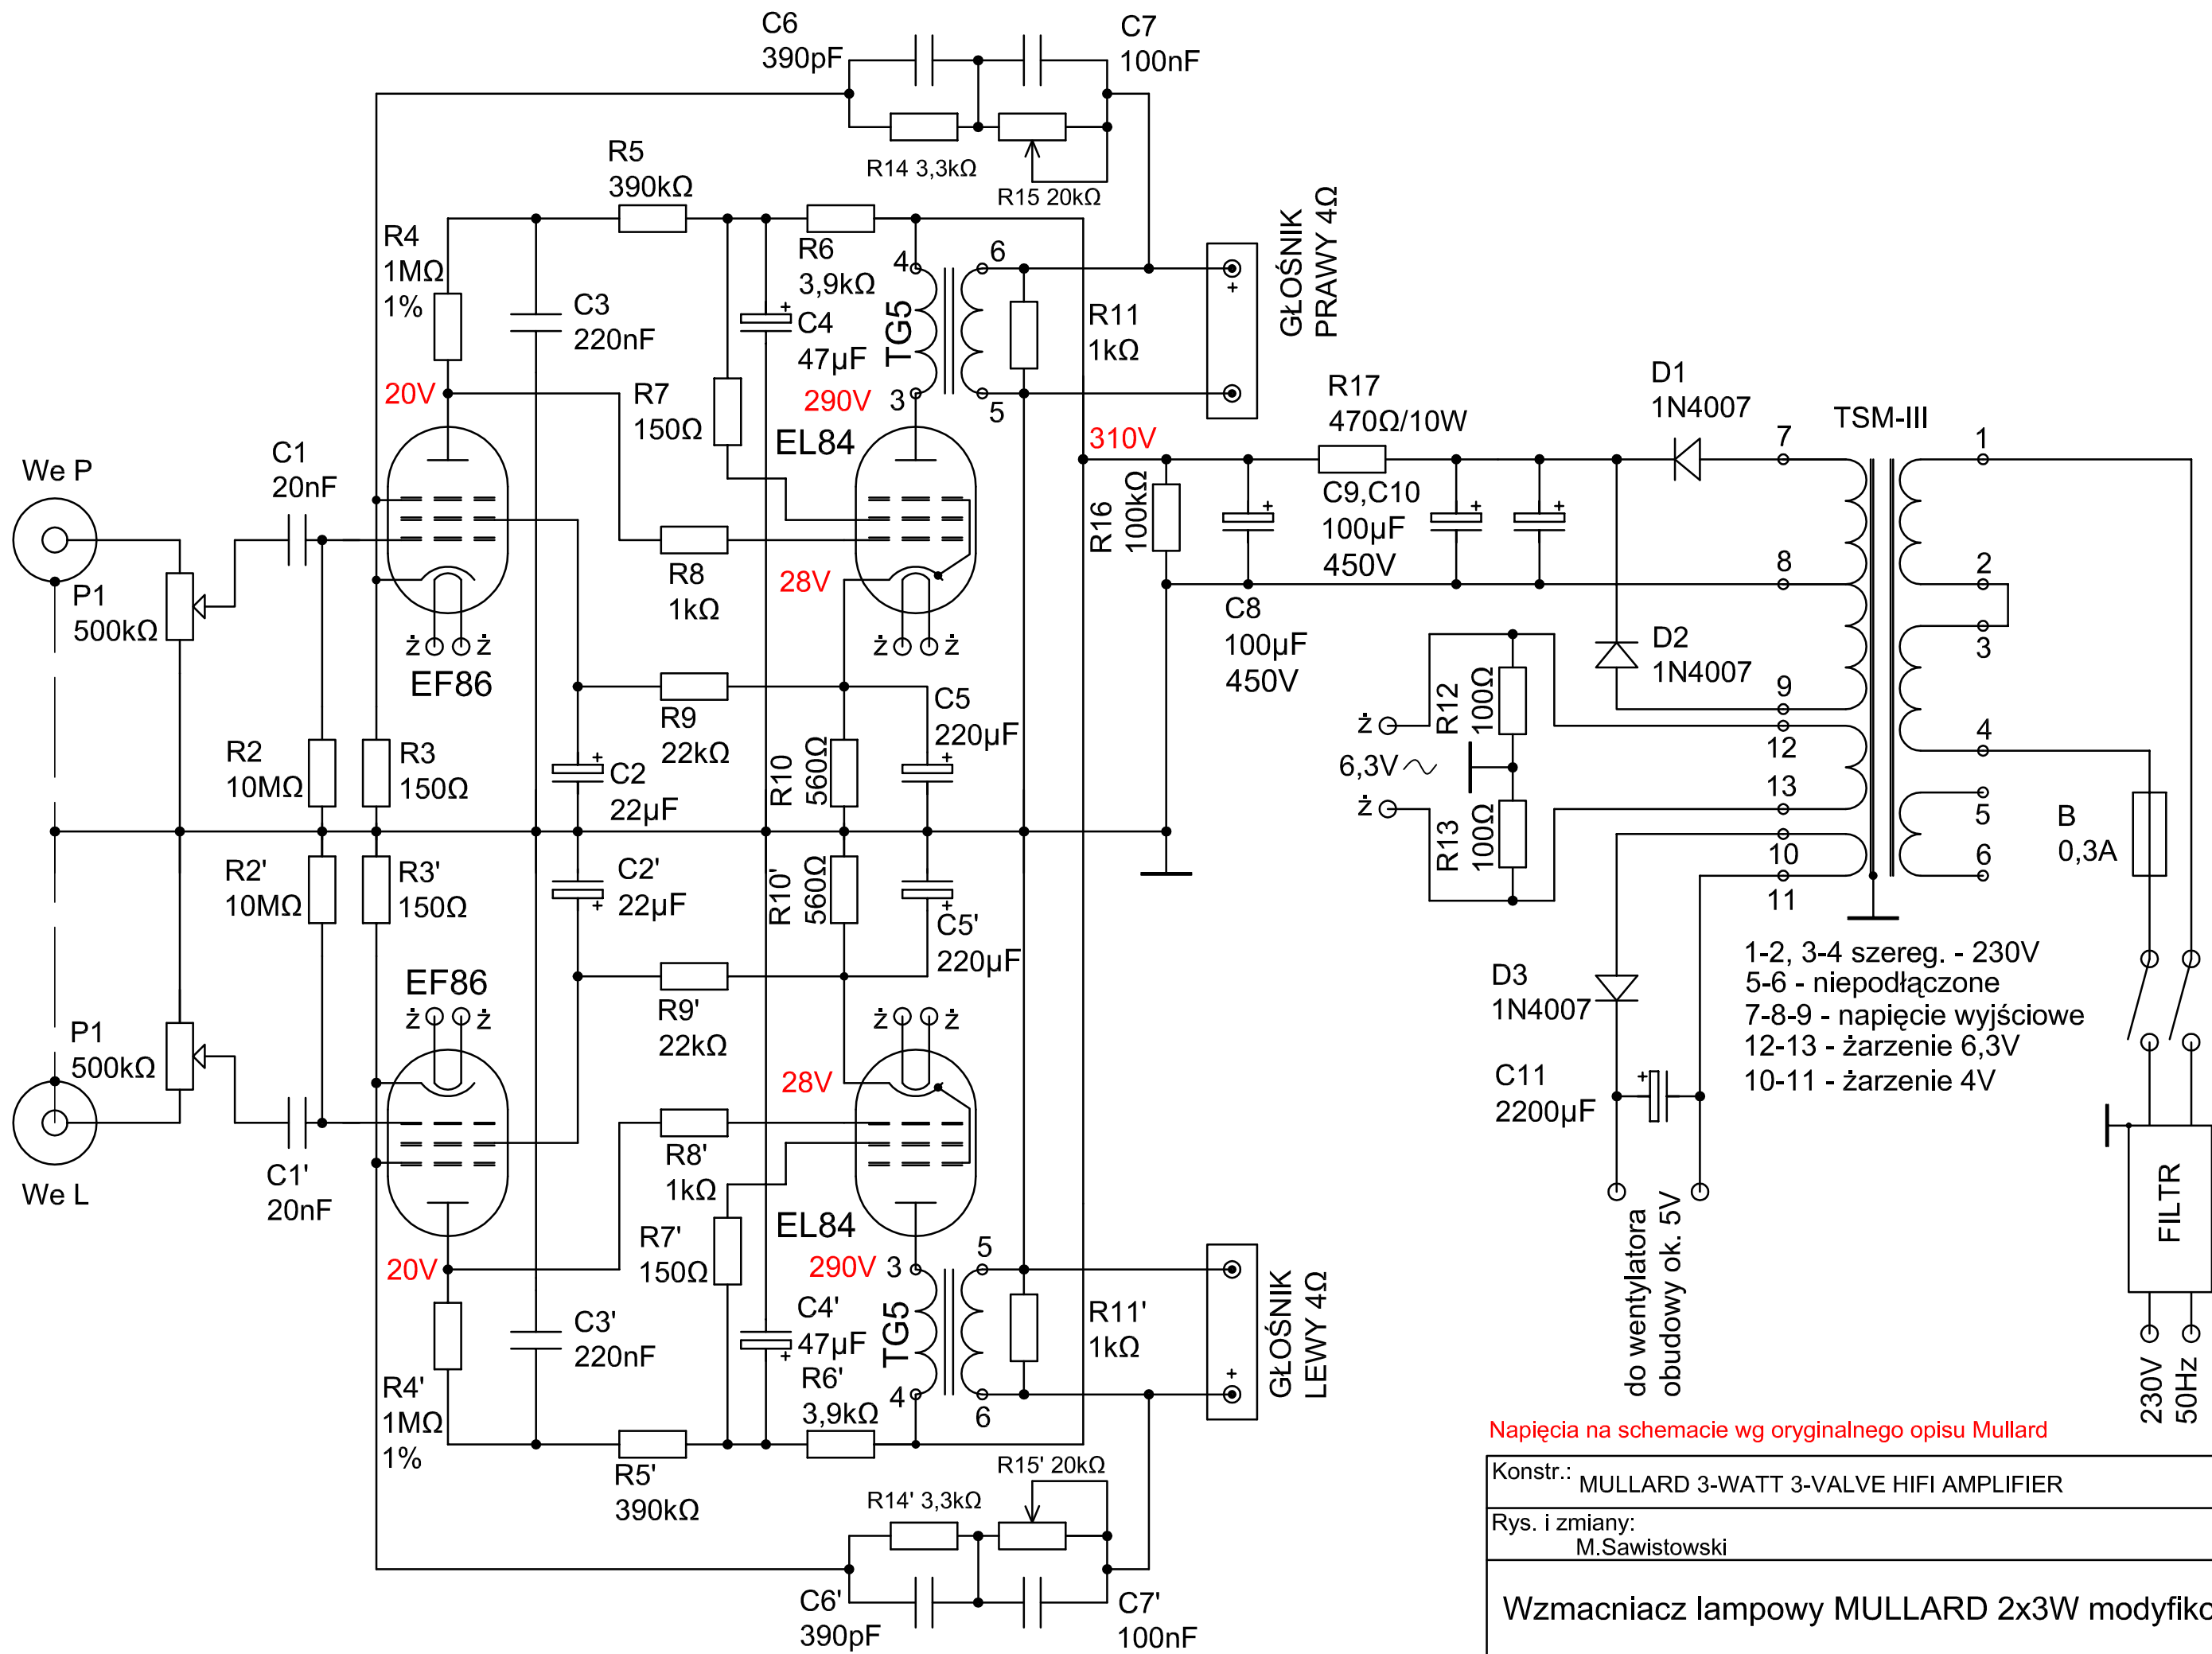 C6
390pF
C7
100nF
R14 3,3kΩ
R15 20kΩ
R5
390kΩ
R4
1MΩ
1%
C3
220nF
R6
3,9kΩ
C4
+
47µF
4
6
TG5
3
5
R11
1kΩ
+
GŁOŚNIK
PRAWY 4Ω
20V
R7
150Ω
290V
EL84
310V
R17
470Ω/10W
D1
1N4007
TSM-III
7
1
We P
C1
20nF
P1
500kΩ
R16
100kΩ
+
C9,C10
100µF
450V
+
+
8
2
R8
1kΩ
28V
C8
100µF
450V
ż
ż
ż
ż
EF86
D2
1N4007
3
9
R9
22kΩ
C5
220µF
+
R12
100Ω
ż
6,3V
ż
12
4
13
R2
10MΩ
R3
150Ω
+
C2
22µF
R10
560Ω
R13
100Ω
5
B
0,3A
10
6
11
R2'
10MΩ
R3'
150Ω
C2'
22µF
+
R10'
560Ω
+
C5'
220µF
1-2, 3-4 szereg. - 230V
5-6 - niepodłączone
7-8-9 - napięcie wyjściowe
12-13 - żarzenie 6,3V
10-11 - żarzenie 4V
EF86
ż
ż
ż
ż
R9'
22kΩ
D3
1N4007
P1
500kΩ
28V
C11
2200µF
+
We L
C1'
20nF
R8'
1kΩ
EL84
R7'
150Ω
do wentylatora
obudowy ok. 5V
FILTR
20V
290V
3
5
TG5
4
6
C3'
220nF
C4'
47µF
+
R6'
3,9kΩ
R11'
1kΩ
+
GŁOŚNIK
LEWY 4Ω
R4'
1MΩ
1%
230V
50Hz
R5'
390kΩ
R15' 20kΩ
R14' 3,3kΩ
C6'
390pF
C7'
100nF
Napięcia na schemacie wg oryginalnego opisu Mullard
Konstr.: MULLARD 3-WATT 3-VALVE HIFI AMPLIFIER
Rys. i zmiany:
M.Sawistowski
Wzmacniacz lampowy MULLARD 2x3W modyfiko